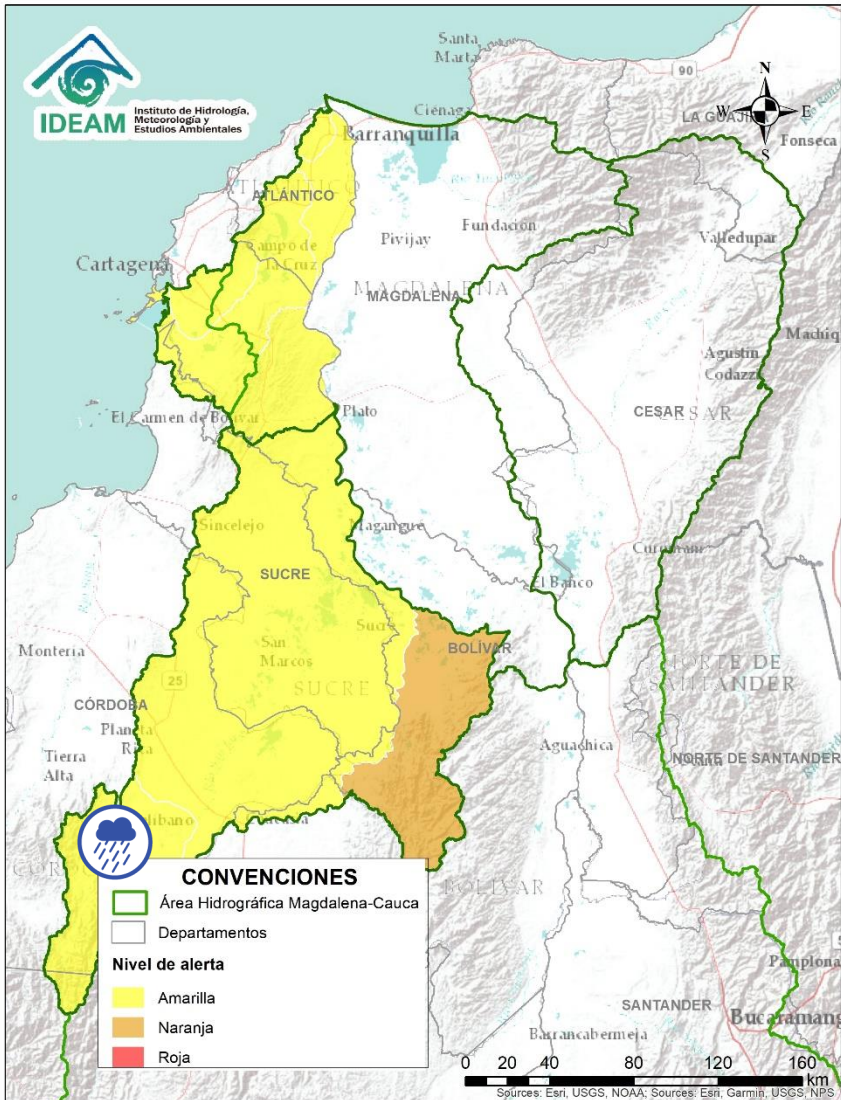 IDEAM
Instituto de Hidrología,
Meteorología y
Estudios Ambientales
N
W
E
S
Santa
Marta
90
Ciénaga
Barranquilla
Fonseca
ATLÁNTICO
Valledupar
Pivijay
Fundación
Campo de
la Cruz
Cartagena
MAGDALENA
MAGDALENA
Agustín
Codazzi
CESAR
CESAR
El Carmen de Bolívar
Plato
Sincelejo
Magangué
Curumaní
SUCRE
El Banco
Sucre
Montería
San
Marcos
BOLÍVAR
NORTE DE
SANTANDER
25
SUCRE
CÓRDOBA
Planeta
Rica
Aguachica
Tierra
Alta
NORTE DE SANTANDER
BOLÍVAR
CONVENCIONES
Área Hidrográfica Magdalena-Cauca
Departamentos
Nivel de alerta
Amarilla
Naranja
Roja
Pamplona
SANTANDER
Bucaramang
Barrancabermeja
0 20 40 80 120 160
km
Sources: Esri, USGS, NOAA; Sources: Esri, Garmin, USGS, NPS